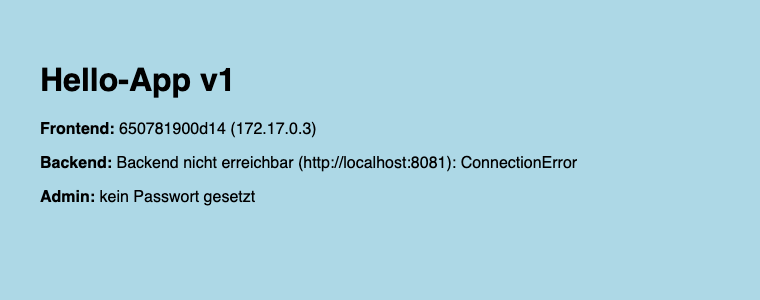 Hello-App v1
Frontend: 650781900d14 (172.17.0.3)
Backend: Backend nicht erreichbar (http://localhost:8081): ConnectionError
Admin: kein Passwort gesetzt